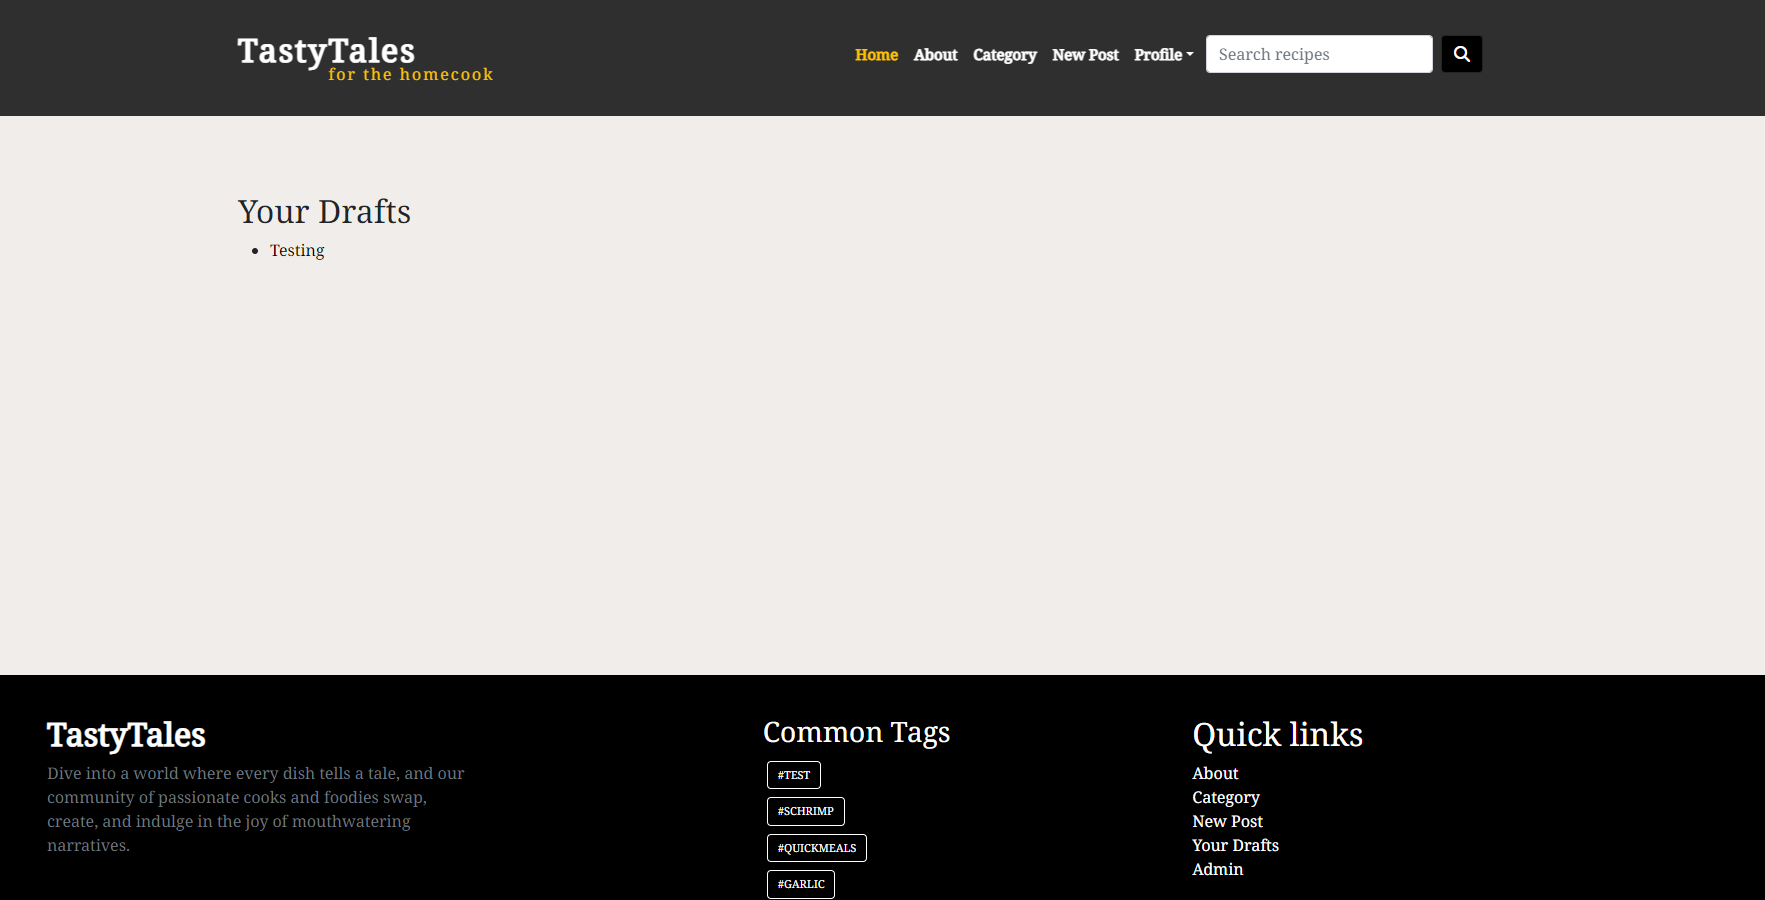 TastyTales
for the homecook
Home About Category New Post Profile Search recipes
Your Drafts
Testing
TastyTales
Dive into a world where every dish tells a tale, and our
community of passionate cooks and foodies swap,
create, and indulge in the joy of mouthwatering
narratives.
Common Tags
#TEST
#SCHRIMP
#QUICKMEALS
#GARLIC
Quick links
About
Category
New Post
Your Drafts
Admin